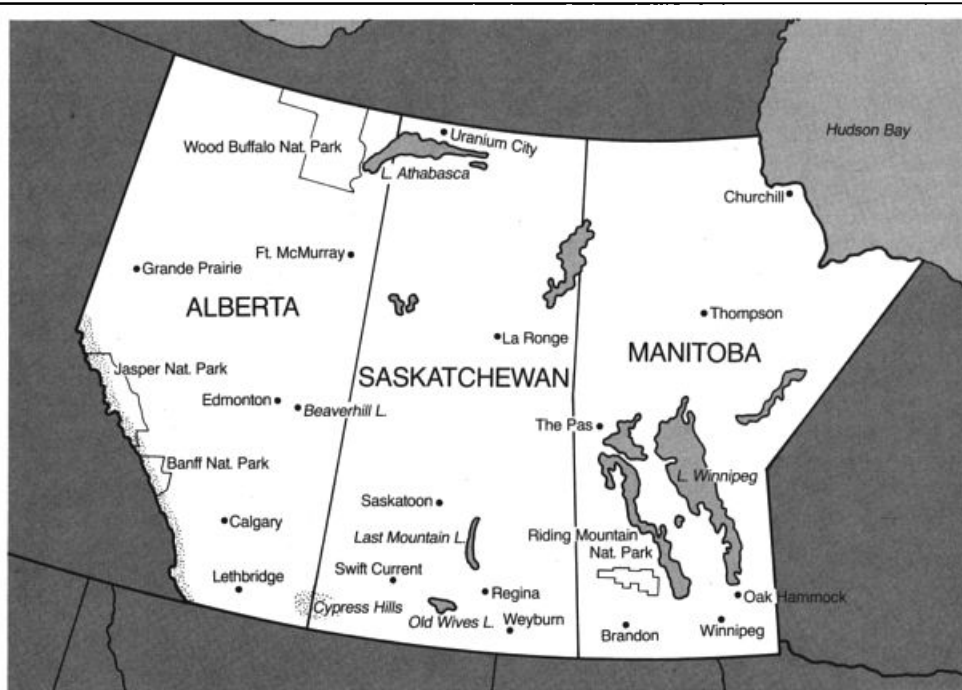 Hudson Bay
Uranium City
Wood Buffalo Nat. Park
L. Athabasca
Churchill
Ft. McMurray
Grande Prairie
ALBERTA
Thompson
La Ronge
MANITOBA
Jasper Nat. Park
SASKATCHEWAN
Edmonton
Beaverhill L.
The Pas
Banff Nat. Park
L. Winnipeg
Saskatoon
Calgary
Last Mountain L.
Riding Mountain
Nat. Park
Swift Current
Lethbridge
Regina
Oak Hammock
Cypress Hills
Old Wives L.
Weyburn
Brandon
Winnipeg